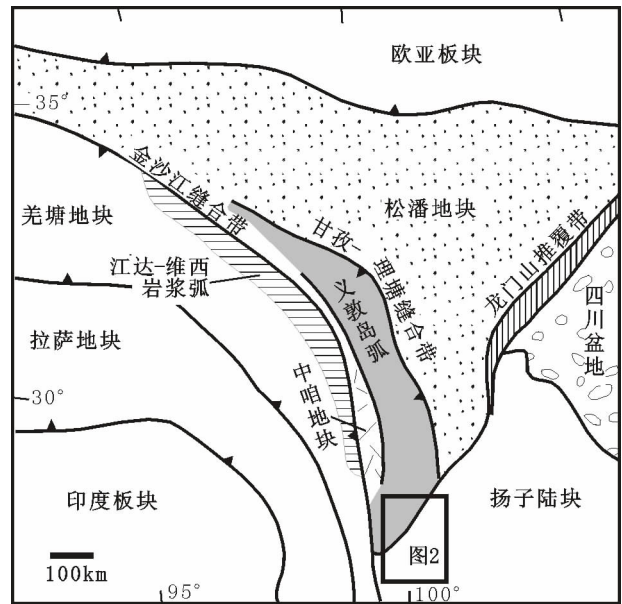 欧亚板块
35°
金沙江缝合带
松潘地块
羌塘地块
甘孜-理塘缝合带
龙门山推覆带
江达-维西
岩浆弧
义敦岛弧
四川盆地
拉萨地块
中咱地块
30°
印度板块
扬子陆块
图2
100km
95°
100°